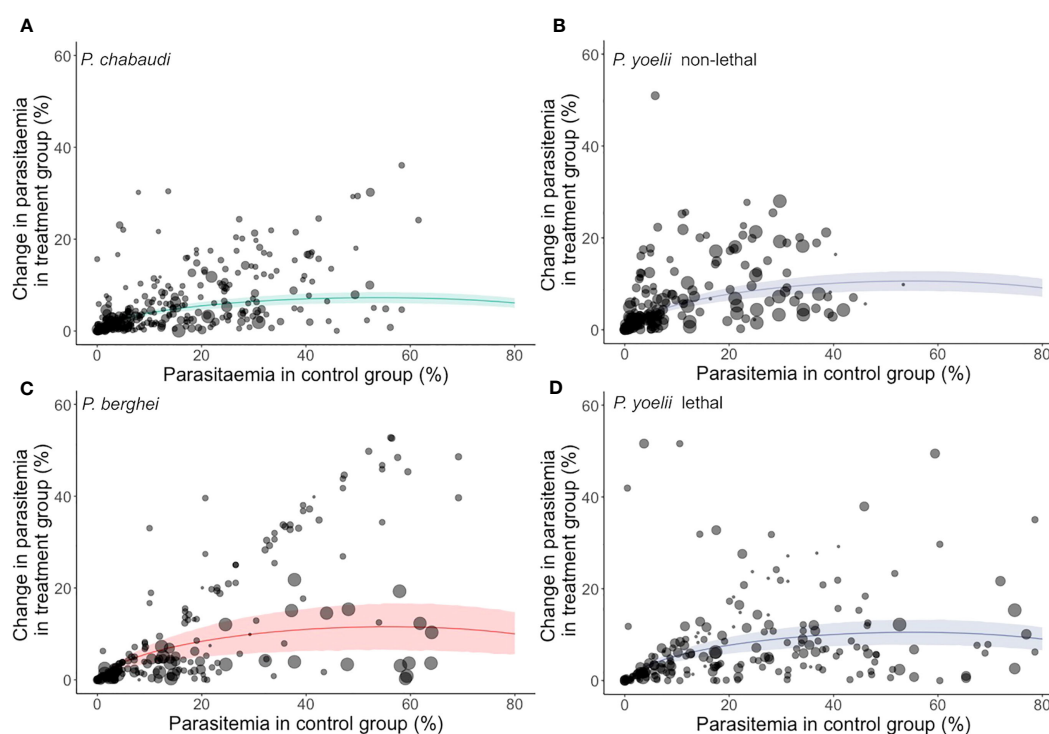 A
P. chabaudi
60
40
20
0
Change in parasitaemia
in treatment group (%)
0 20 40 60 80
Parasitaemia in control group (%)
B
P. yoelii non-lethal
60
40
20
0
Change in parasitemia
in treatment group (%)
0 20 40 60 80
Parasitemia in control group (%)
C
P. berghei
60
40
20
0
Change in parasitemia
in treatment group (%)
0 20 40 60 80
Parasitemia in control group (%)
D
P. yoelii lethal
60
40
20
0
Change in parasitemia
in treatment group (%)
0 20 40 60 80
Parasitemia in control group (%)